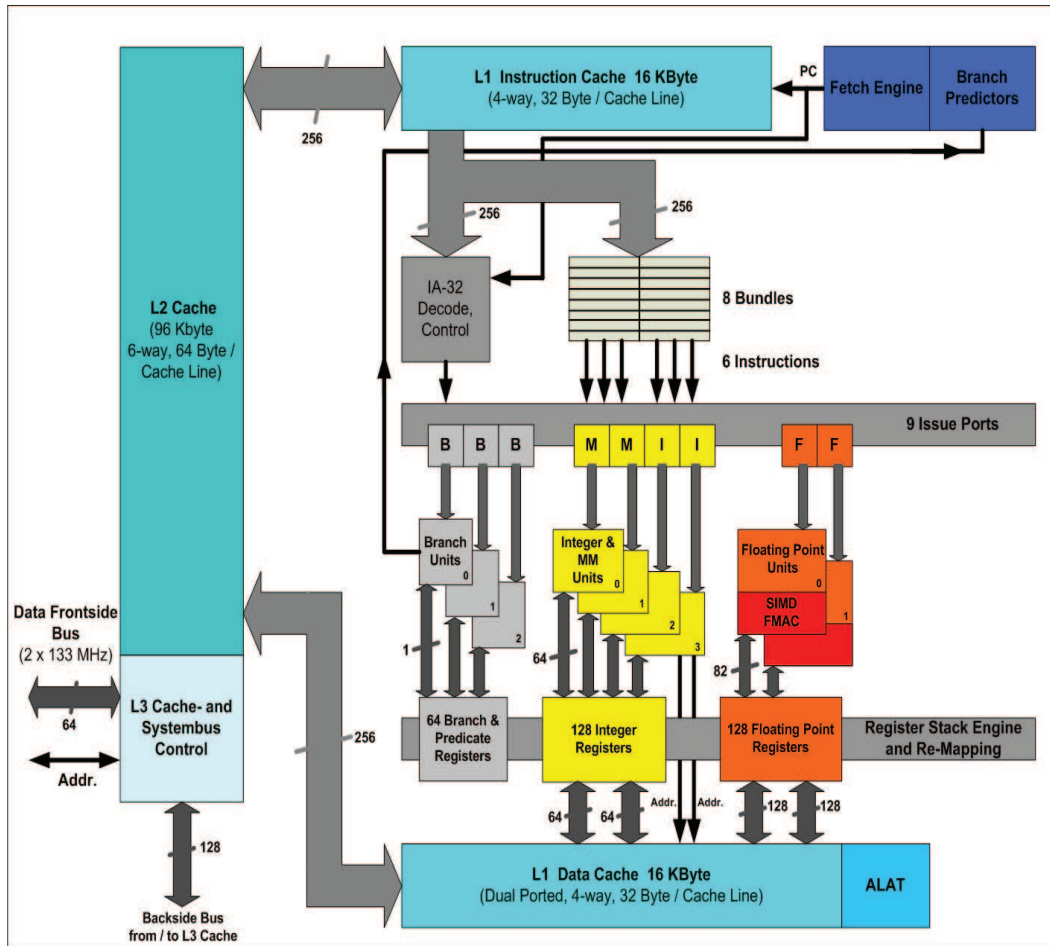 L1 Instruction Cache 16 KByte
(4-way, 32 Byte / Cache Line)
PC
Fetch Engine
Branch
Predictors
256
256
256
L2 Cache
(96 Kbyte
6-way, 64 Byte /
Cache Line)
IA-32
Decode,
Control
8 Bundles
6 Instructions
9 Issue Ports
B B B
M M I I
F F
Branch
Units
0
1
2
Integer &
MM
Units
0
1
2
3
Floating Point
Units
0
SIMD
FMAC
1
Data Frontside
Bus
(2 x 133 MHz)
64
Addr.
L3 Cache- and
Systembus
Control
1
64
82
256
64 Branch &
Predicate
Registers
128 Integer
Registers
128 Floating Point
Registers
Register Stack Engine
and Re-Mapping
64
64
Addr.
Addr.
128
128
128
Backside Bus
from / to L3 Cache
L1 Data Cache 16 KByte
(Dual Ported, 4-way, 32 Byte / Cache Line)
ALAT